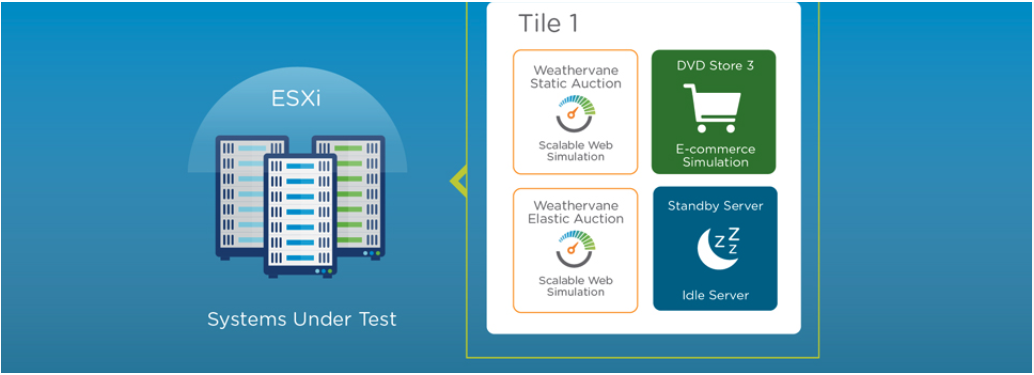 ESXi
Systems Under Test
Tile 1
Weathervane
Static Auction
Scalable Web
Simulation
DVD Store 3
E-commerce
Simulation
Weathervane
Elastic Auction
Scalable Web
Simulation
Standby Server
z Z
z
Idle Server